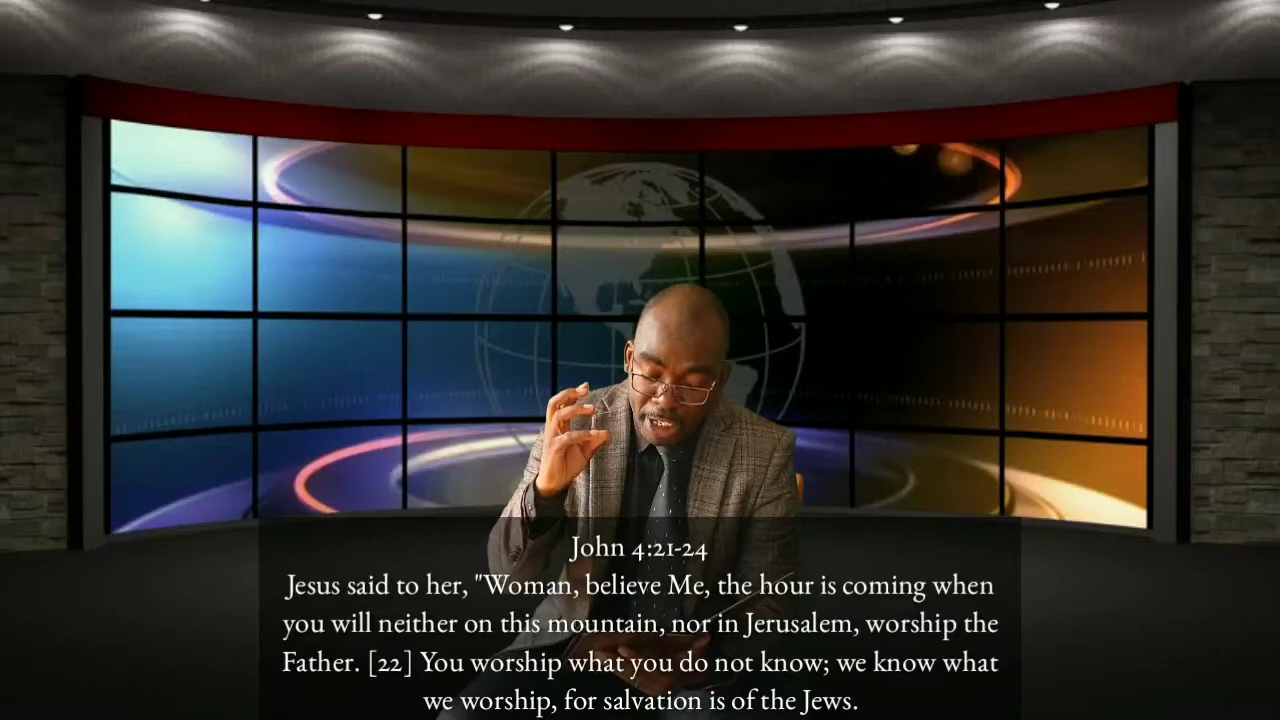 John 4:21-24
Jesus said to her, "Woman, believe Me, the hour is coming when
you will neither on this mountain, nor in Jerusalem, worship the
Father. [22] You worship what you do not know; we know what
we worship, for salvation is of the Jews.